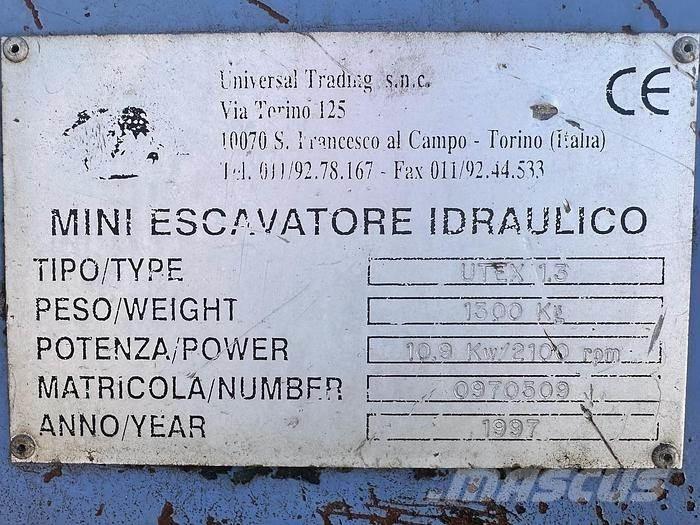 Universal Trading s.n.c.
Via Torino 125
10070 S. Francesco al Campo - Torino (Italia)
Tel. 011/92.78.167 - Fax 011/92.44.533
CE
MINI ESCAVATORE IDRAULICO
TIPO/TYPE UTEX 1.3
PESO/WEIGHT 1300 Kg
POTENZA/POWER 10.9 Kw/2100 rpm
MATRICOLA/NUMBER 0970509
ANNO/YEAR 1997
MASCUS